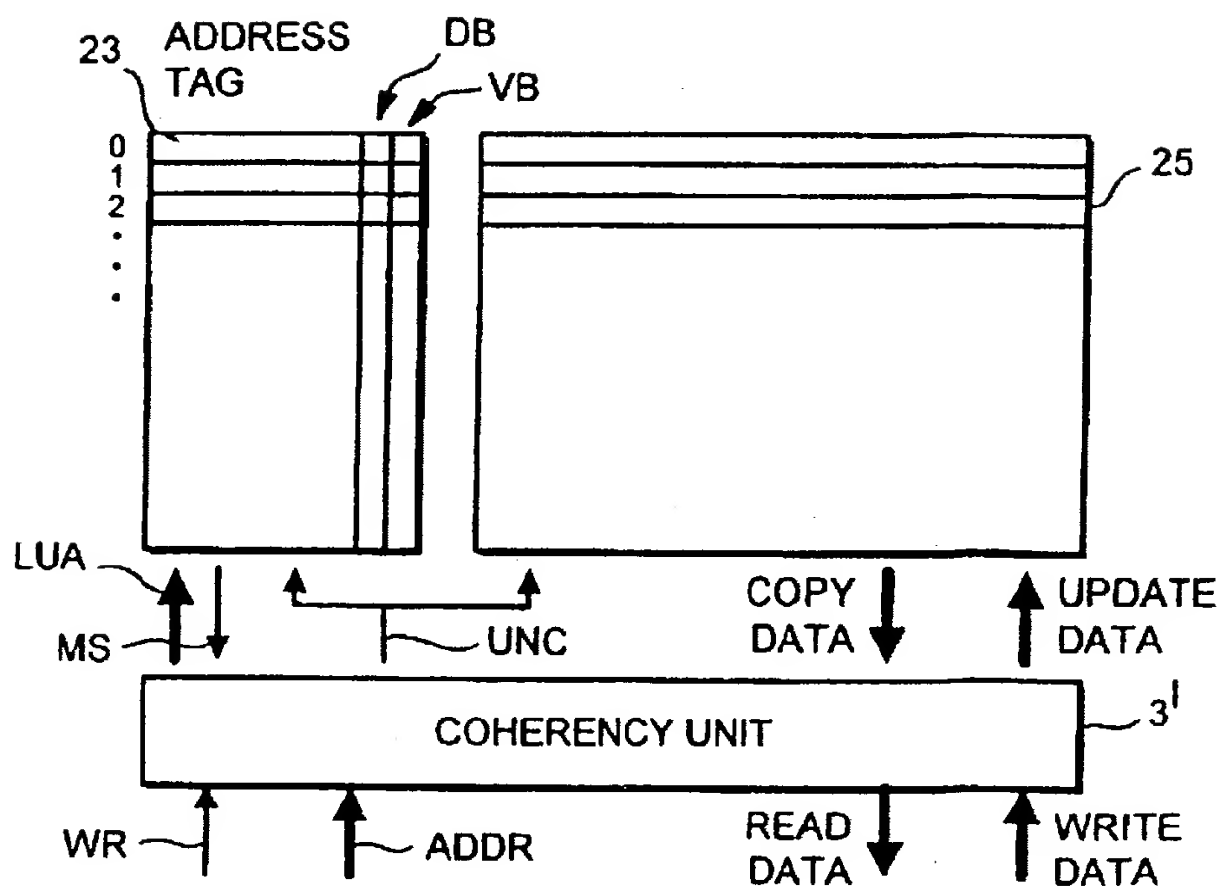 23
ADDRESS
TAG
DB
VB
0
1
2
25
LUA
MS
UNC
COPY
DATA
UPDATE
DATA
COHERENCY UNIT
3'
WR
ADDR
READ
DATA
WRITE
DATA